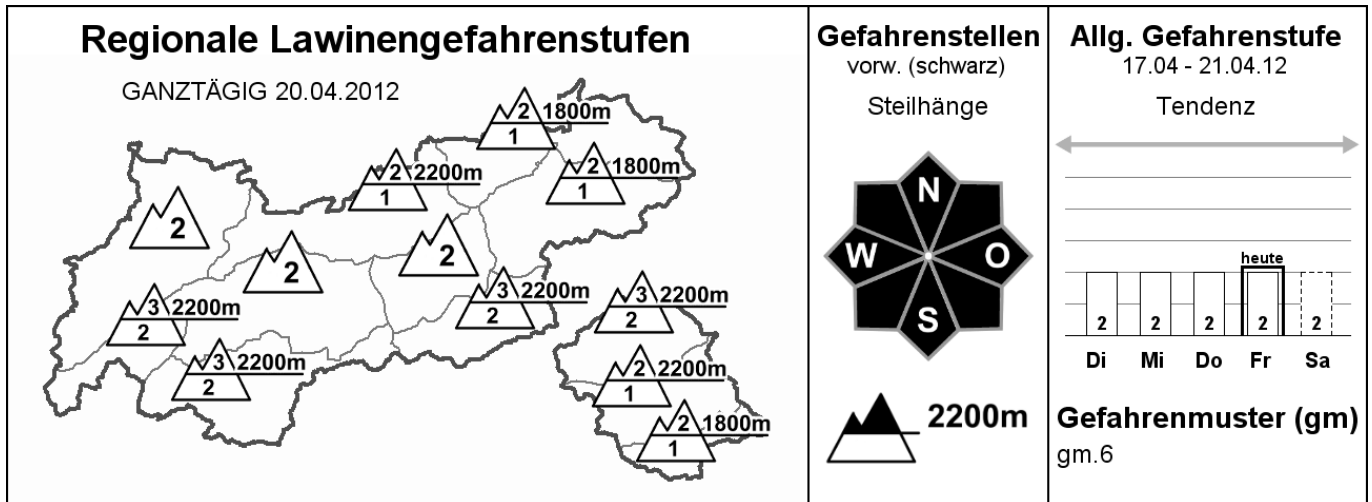 Regionale Lawinengefahrenstufen
GANZTÄGIG 20.04.2012
2 1800m
1
2 2200m
1
2 1800m
1
2
2
2
3 2200m
2
3 2200m
2
3 2200m
2
3 2200m
2
2 2200m
1
2 1800m
1
Gefahrenstellen
vorw. (schwarz)
Steilhänge
N
W O
S
2200m
Allg. Gefahrenstufe
17.04 - 21.04.12
Tendenz
heute
2 2 2 2 2
Di Mi Do Fr Sa
Gefahrenmuster (gm)
gm.6